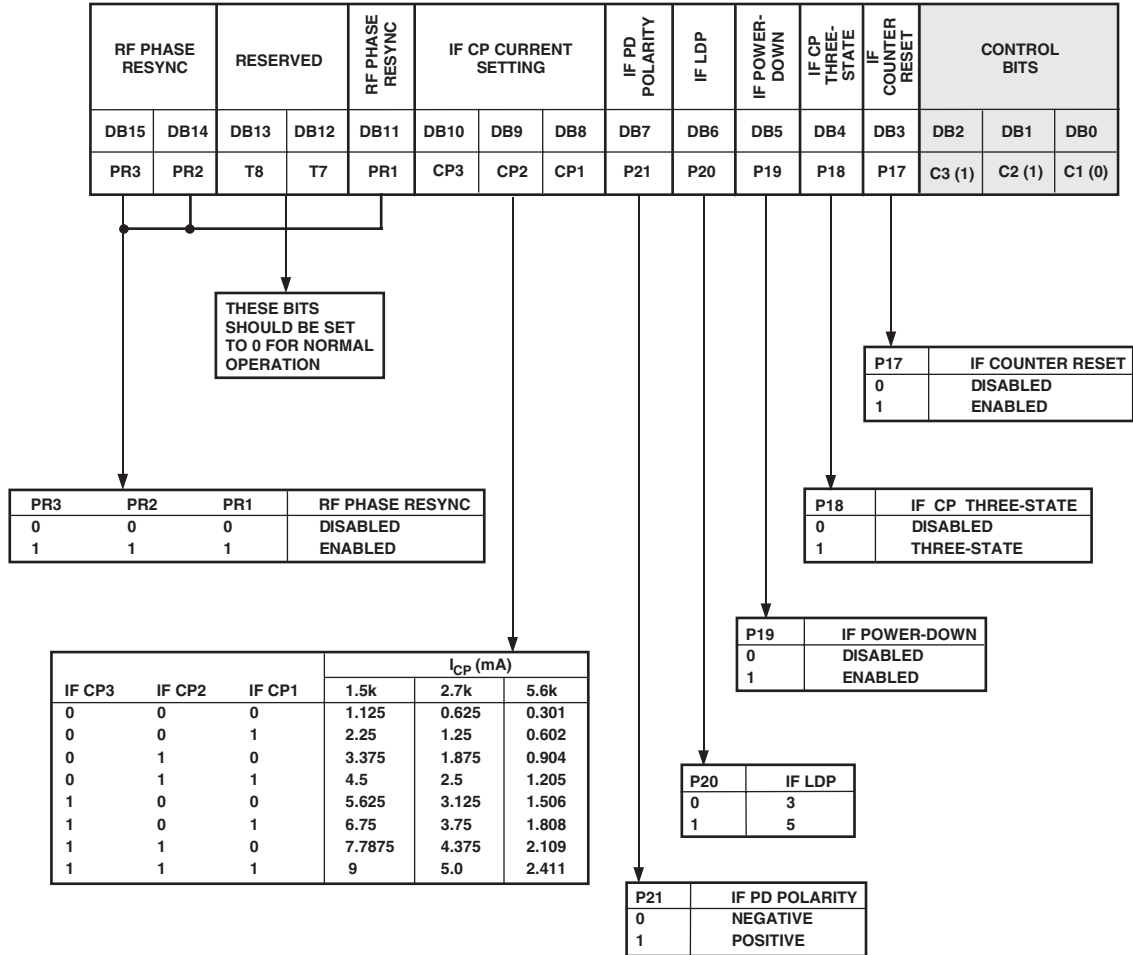 RF PHASE RESYNC
RESERVED
RF PHASE RESYNC
IF CP CURRENT SETTING
IF PD POLARITY
IF LDP
IF POWER-DOWN
IF CP THREE-STATE
IF COUNTER RESET
CONTROL BITS
DB15 DB14 DB13 DB12 DB11 DB10 DB9 DB8 DB7 DB6 DB5 DB4 DB3 DB2 DB1 DB0
PR3 PR2 T8 T7 PR1 CP3 CP2 CP1 P21 P20 P19 P18 P17 C3 (1) C2 (1) C1 (0)
THESE BITS
SHOULD BE SET
TO 0 FOR NORMAL
OPERATION
P17 IF COUNTER RESET
0 DISABLED
1 ENABLED
PR3 PR2 PR1 RF PHASE RESYNC
0 0 0 DISABLED
1 1 1 ENABLED
P18 IF CP THREE-STATE
0 DISABLED
1 THREE-STATE
P19 IF POWER-DOWN
0 DISABLED
1 ENABLED
ICP (mA)
IF CP3 IF CP2 IF CP1 1.5k 2.7k 5.6k
0 0 0 1.125 0.625 0.301
0 0 1 2.25 1.25 0.602
0 1 0 3.375 1.875 0.904
0 1 1 4.5 2.5 1.205
1 0 0 5.625 3.125 1.506
1 0 1 6.75 3.75 1.808
1 1 0 7.7875 4.375 2.109
1 1 1 9 5.0 2.411
P20 IF LDP
0 3
1 5
P21 IF PD POLARITY
0 NEGATIVE
1 POSITIVE